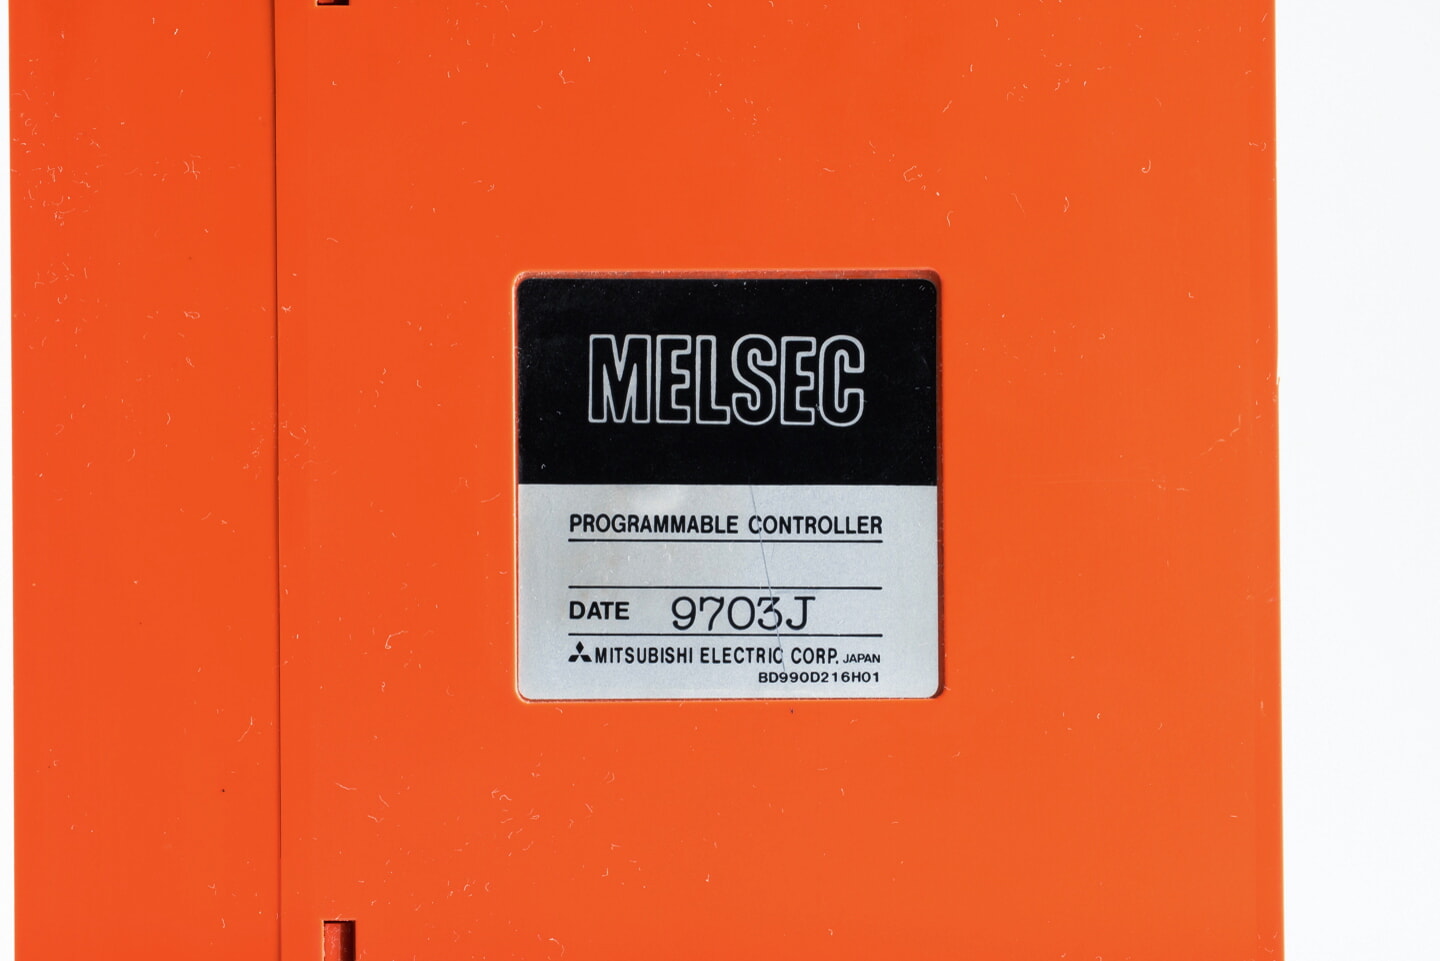 MELSEC
PROGRAMMABLE CONTROLLER
DATE 9703J
MITSUBISHI ELECTRIC CORP. JAPAN
BD990D216H01